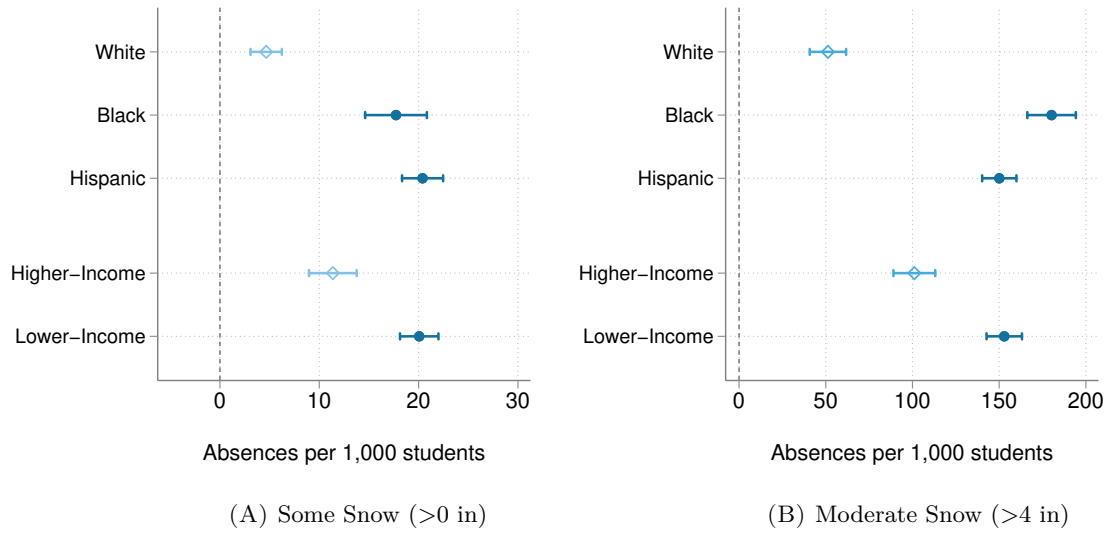 White
Black
Hispanic
Higher−Income
Lower−Income
0 10 20 30
Absences per 1,000 students
(A) Some Snow (>0 in)
White
Black
Hispanic
Higher−Income
Lower−Income
0 50 100 150 200
Absences per 1,000 students
(B) Moderate Snow (>4 in)